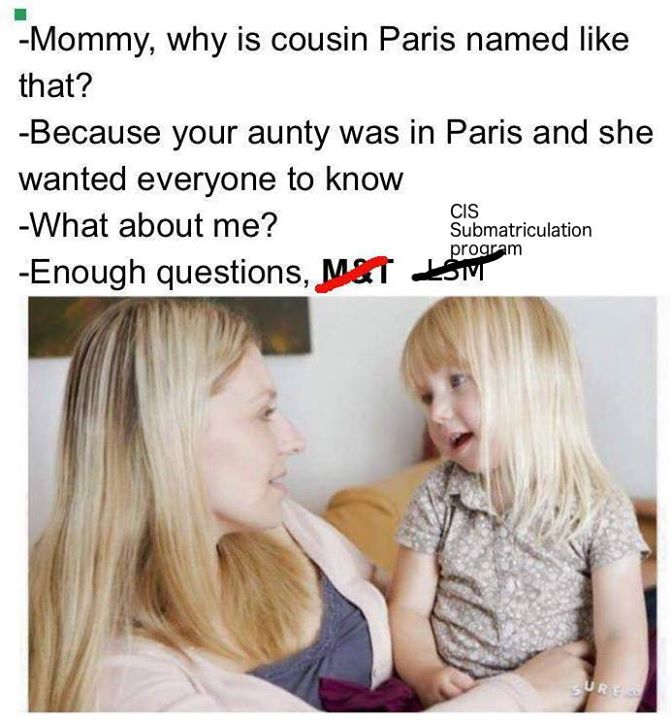 -Mommy, why is cousin Paris named like
that?
-Because your aunty was in Paris and she
wanted everyone to know
-What about me?
CIS
Submatriculation
program
-Enough questions, M&T LSM
SURF